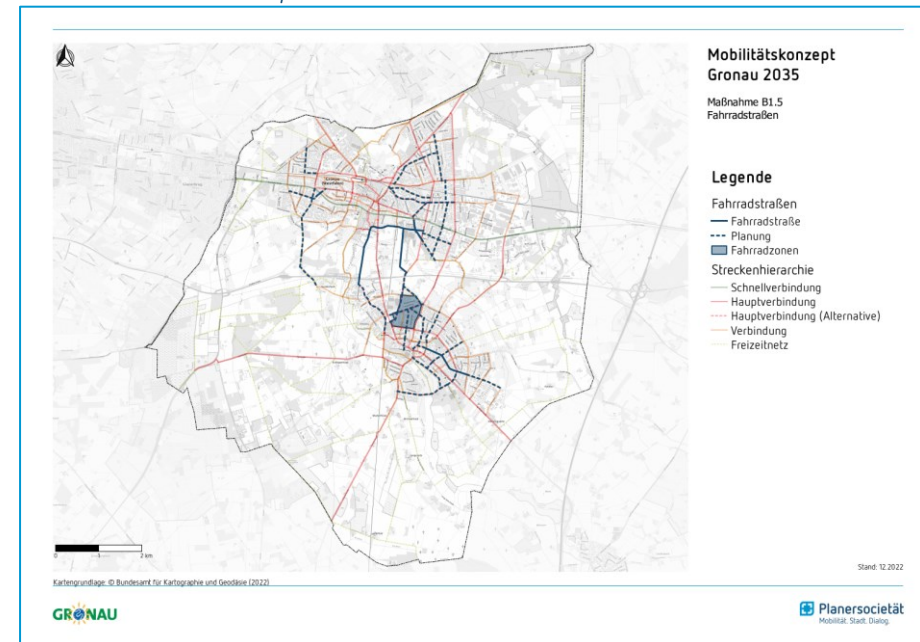 Mobilitätskonzept
Gronau 2035
Maßnahme B1.5
Fahrradstraßen
Legende
Fahrradstraßen
Fahrradstraße
Planung
Fahrradzonen
Streckenhierarchie
Schnellverbindung
Hauptverbindung
Hauptverbindung (Alternative)
Verbindung
Freizeitnetz
2 km
Stand: 12.2022
Kartengrundlage: © Bundesamt für Kartographie und Geodäsie (2022)
GRONAU
Planersocietät
Mobilität. Stadt. Dialog.